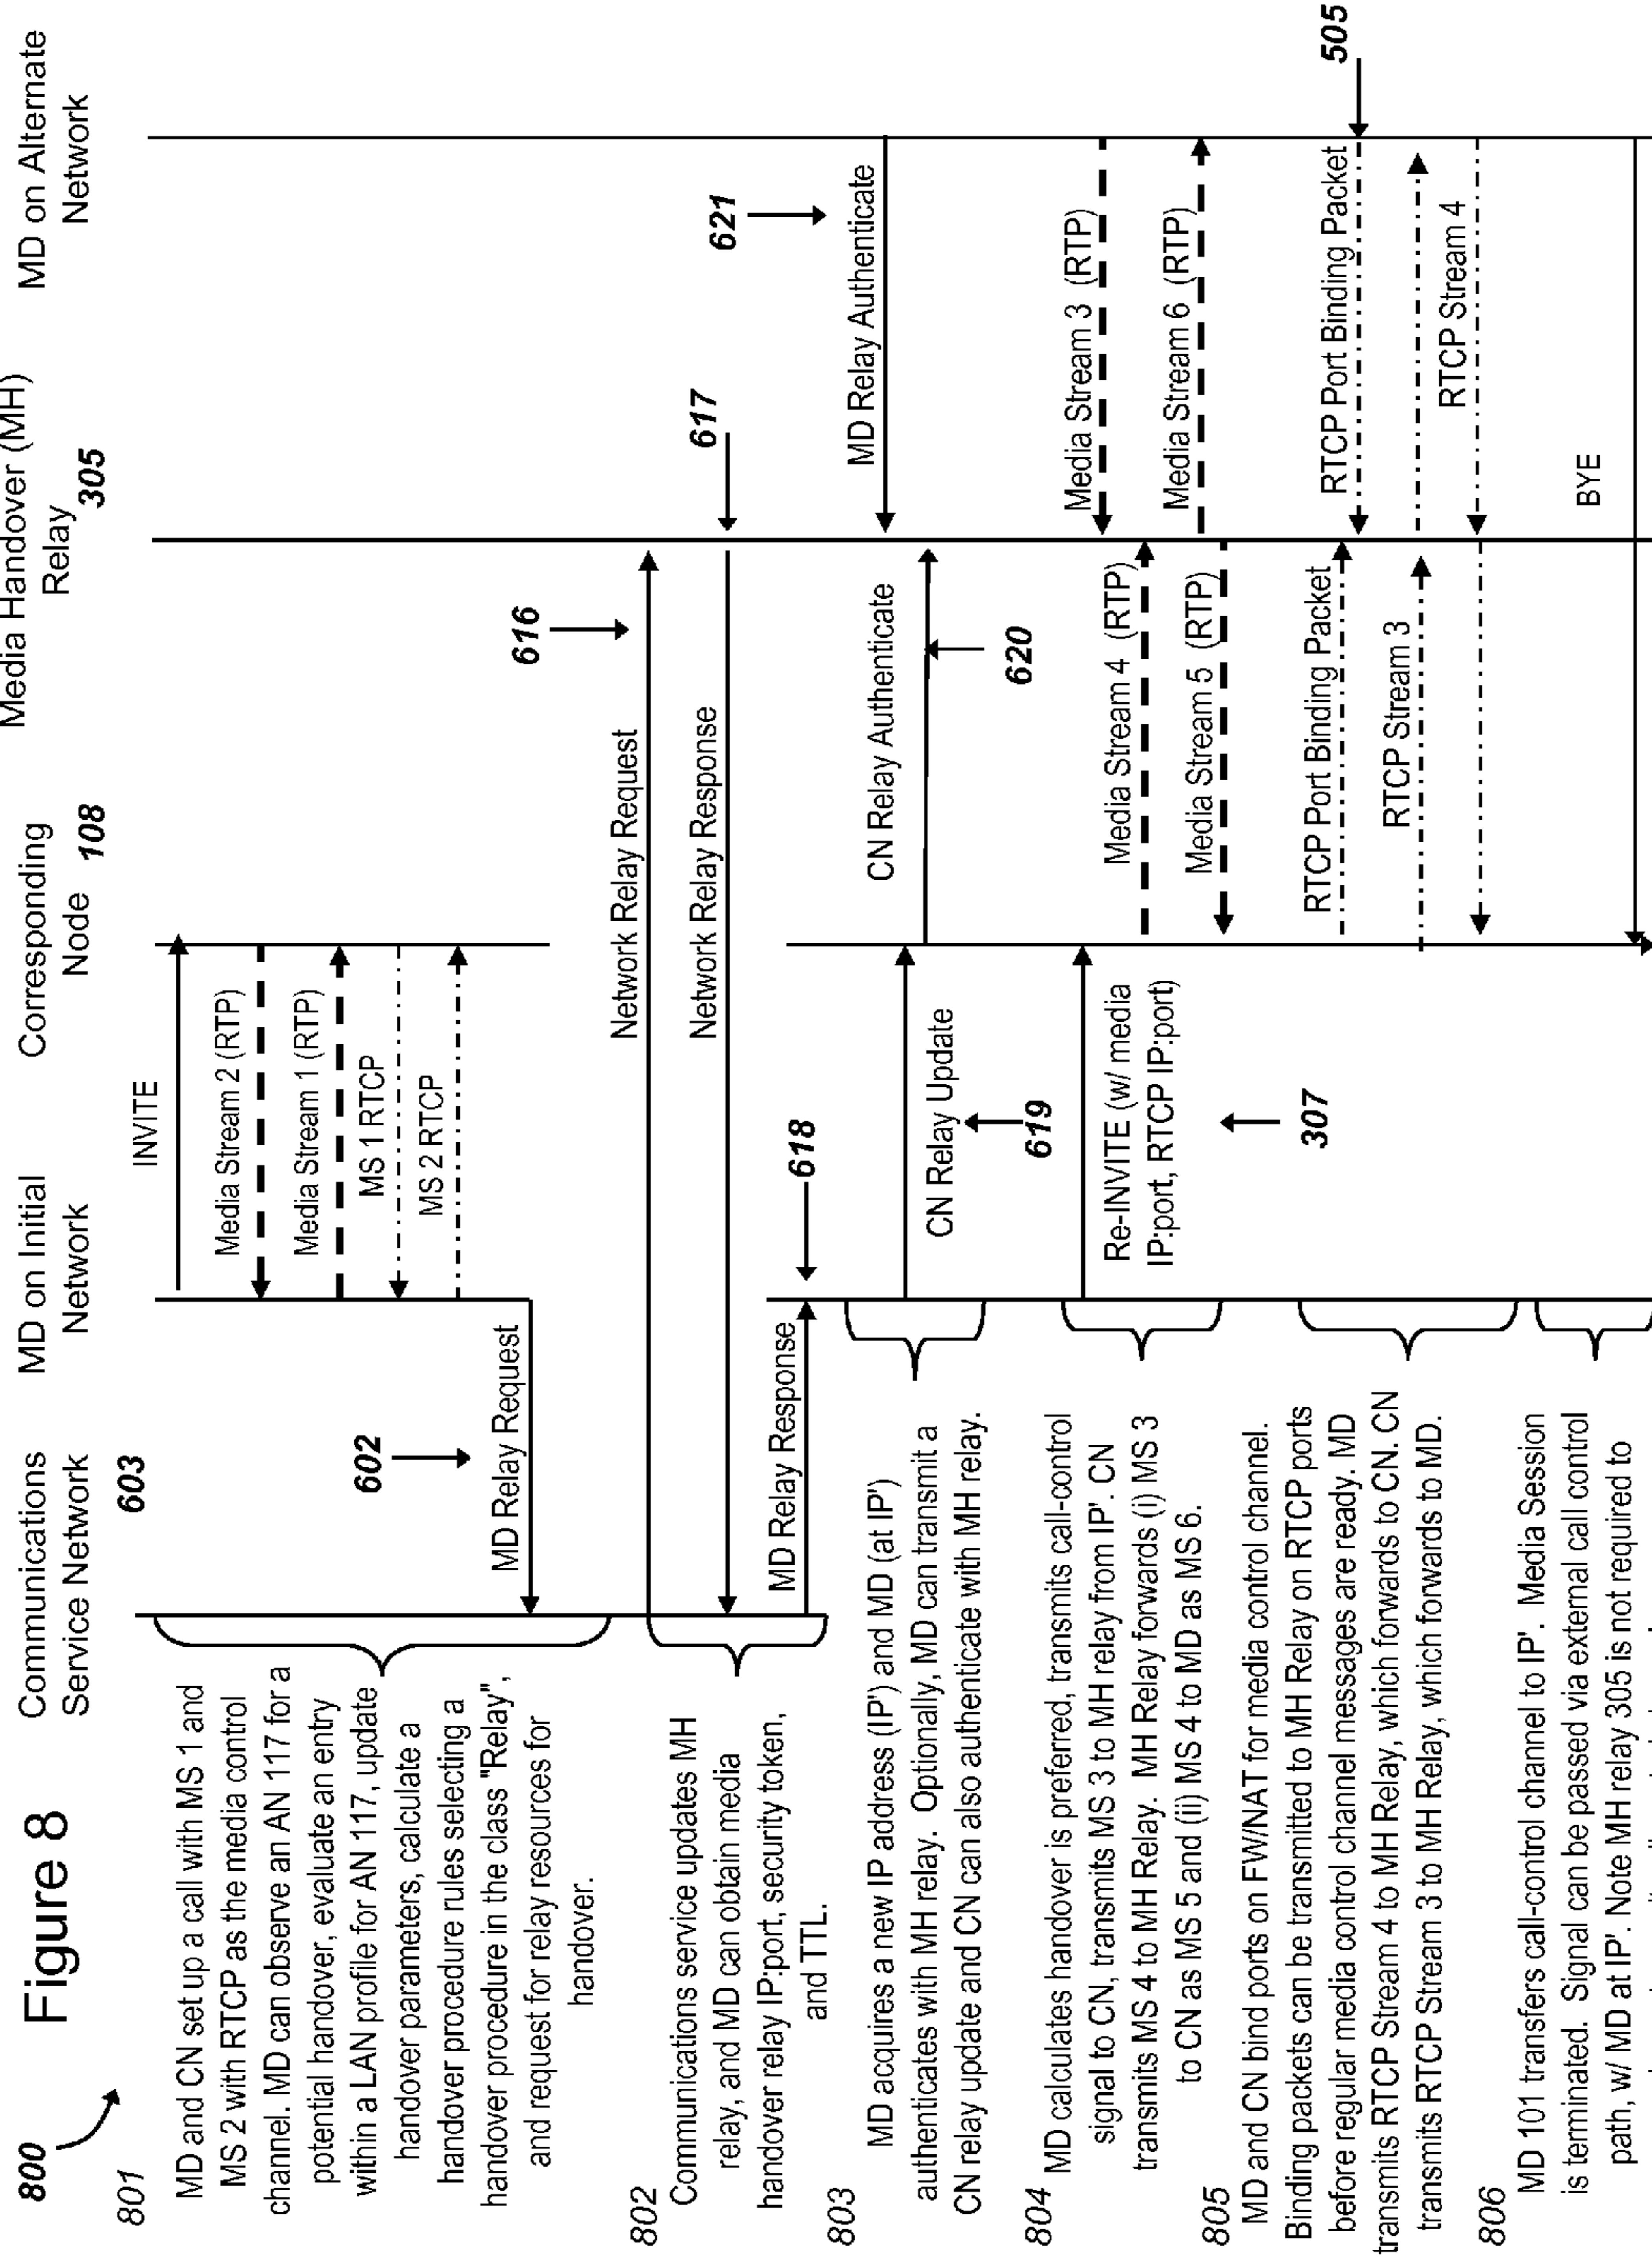 800
Figure 8
Communications
Service Network
603
MD on Initial
Network
Corresponding
Node 108
Media Handover (MH)
Relay
305
MD on Alternate
Network
801
MD and CN set up a call with MS 1 and
MS 2 with RTCP as the media control
channel. MD can observe an AN 117 for a
potential handover, evaluate an entry
within a LAN profile for AN 117, update
handover parameters, calculate a
handover procedure rules selecting a
handover procedure in the class "Relay",
and request for relay resources for
handover.
INVITE
Media Stream 2 (RTP)
Media Stream 1 (RTP)
MS 1 RTCP
MS 2 RTCP
602
MD Relay Request
802
Communications service updates MH
relay, and MD can obtain media
handover relay IP:port, security token,
and TTL.
Network Relay Request
616
Network Relay Response
617
MD Relay Response
618
803
MD acquires a new IP address (IP') and MD (at IP')
authenticates with MH relay. Optionally, MD can transmit a
CN relay update and CN can also authenticate with MH relay.
621
MD Relay Authenticate
CN Relay Authenticate
620
CN Relay Update
619
804
MD calculates handover is preferred, transmits call-control
signal to CN, transmits MS 3 to MH relay from IP'. CN
transmits MS 4 to MH Relay. MH Relay forwards (i) MS 3
to CN as MS 5 and (ii) MS 4 to MD as MS 6.
Re-INVITE (w/ media
IP:port, RTCP IP:port)
307
Media Stream 3 (RTP)
Media Stream 4 (RTP)
Media Stream 6 (RTP)
Media Stream 5 (RTP)
805
MD and CN bind ports on FW/NAT for media control channel.
Binding packets can be transmitted to MH Relay on RTCP ports
before regular media control channel messages are ready. MD
transmits RTCP Stream 4 to MH Relay, which forwards to CN. CN
transmits RTCP Stream 3 to MH Relay, which forwards to MD.
RTCP Port Binding Packet
RTCP Port Binding Packet
505
RTCP Stream 3
RTCP Stream 4
806
MD 101 transfers call-control channel to IP'. Media Session
is terminated. Signal can be passed via external call control
path, w/ MD at IP'. Note MH relay 305 is not required to
BYE